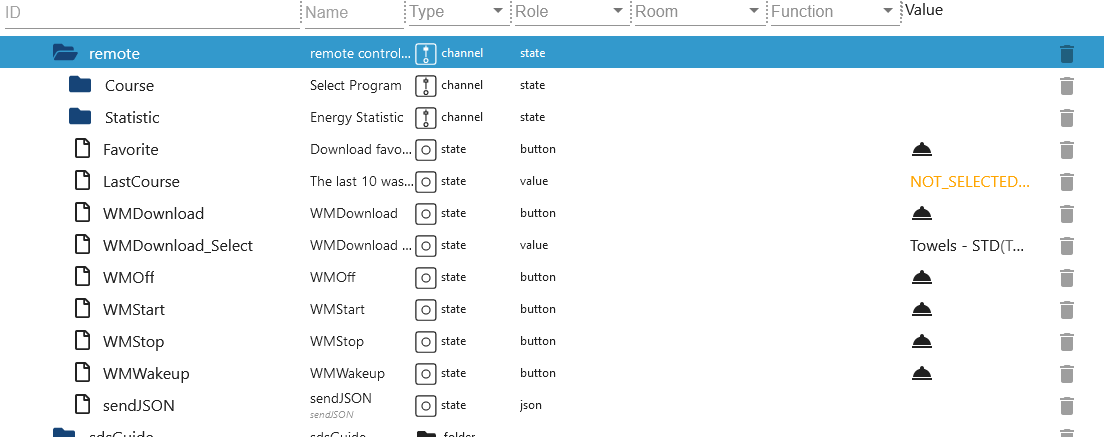 ID Name Type Role Room Function Value
remote remote control... channel state
Course Select Program channel state
Statistic Energy Statistic channel state
Favorite Download favo... state button
LastCourse The last 10 was... state value NOT_SELECTED...
WMDownload WMDownload state button
WMDownload_Select WMDownload ... state value Towels - STD(T...
WMOff WMOff state button
WMStart WMStart state button
WMStop WMStop state button
WMWakeup WMWakeup state button
sendJSON sendJSON state json
sendJSON
sdsGuide sdsGuide folder